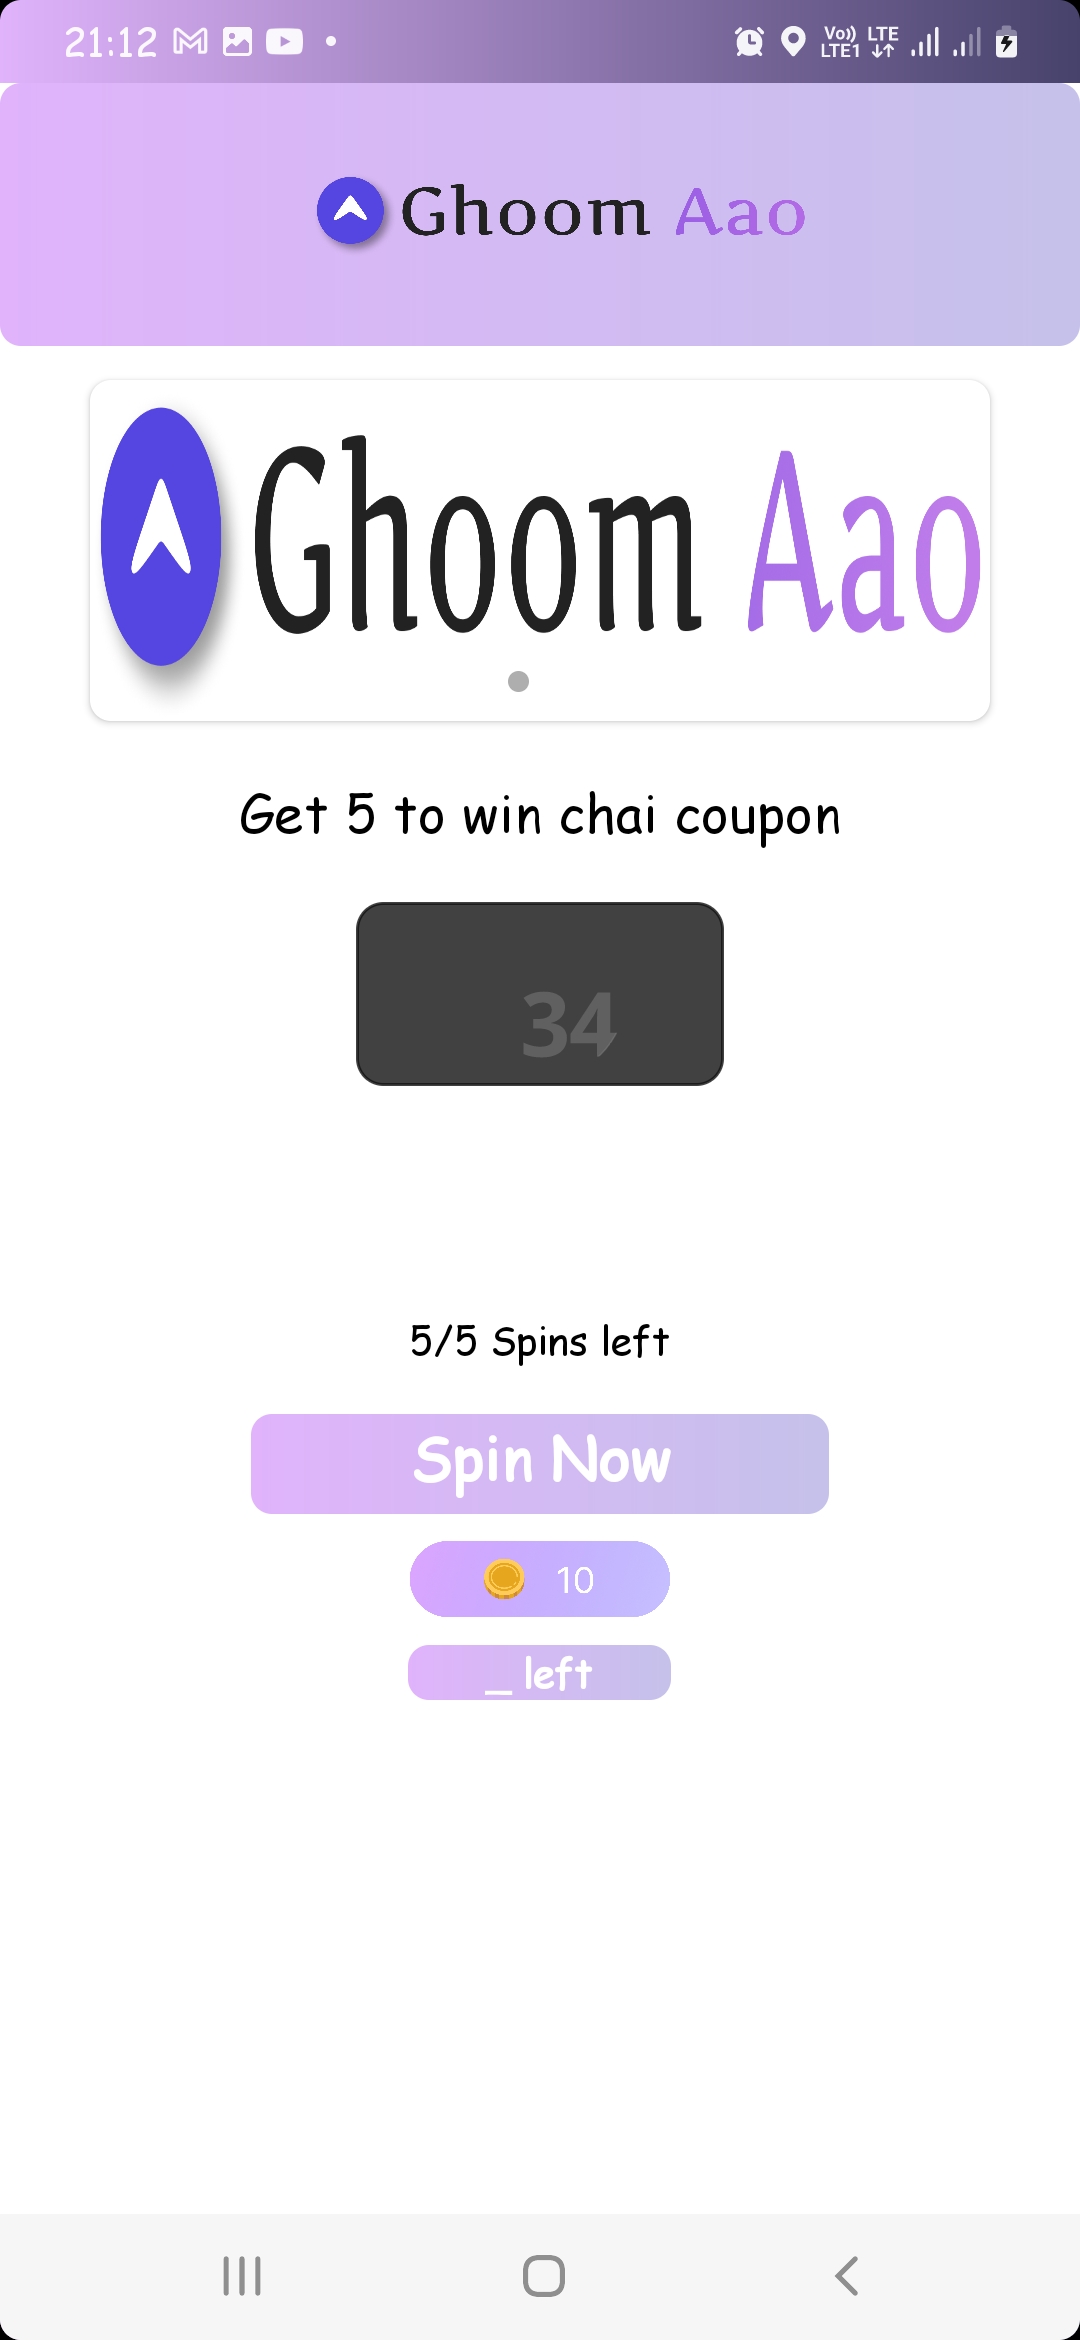 21:12
Vo)) LTE
LTE1
Ghoom Aao
Ghoom Aao
Get 5 to win chai coupon
34
5/5 Spins left
Spin Now
10
_ left